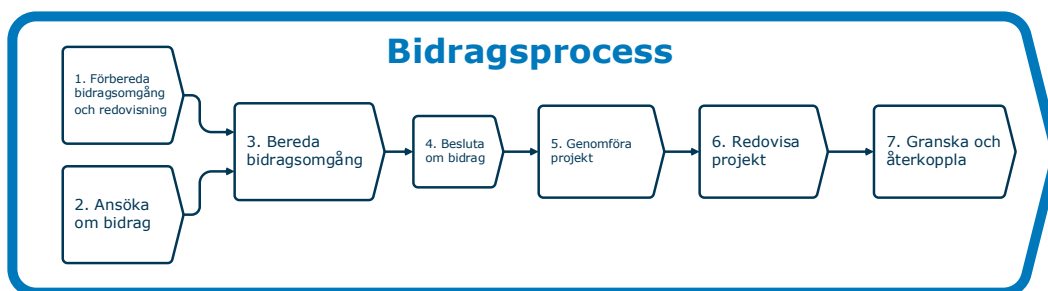 Bidragsprocess
1. Förbereda
bidragsomgång
och redovisning
2. Ansöka
om bidrag
3. Bereda
bidragsomgång
4. Besluta
om bidrag
5. Genomföra
projekt
6. Redovisa
projekt
7. Granska och
återkoppla